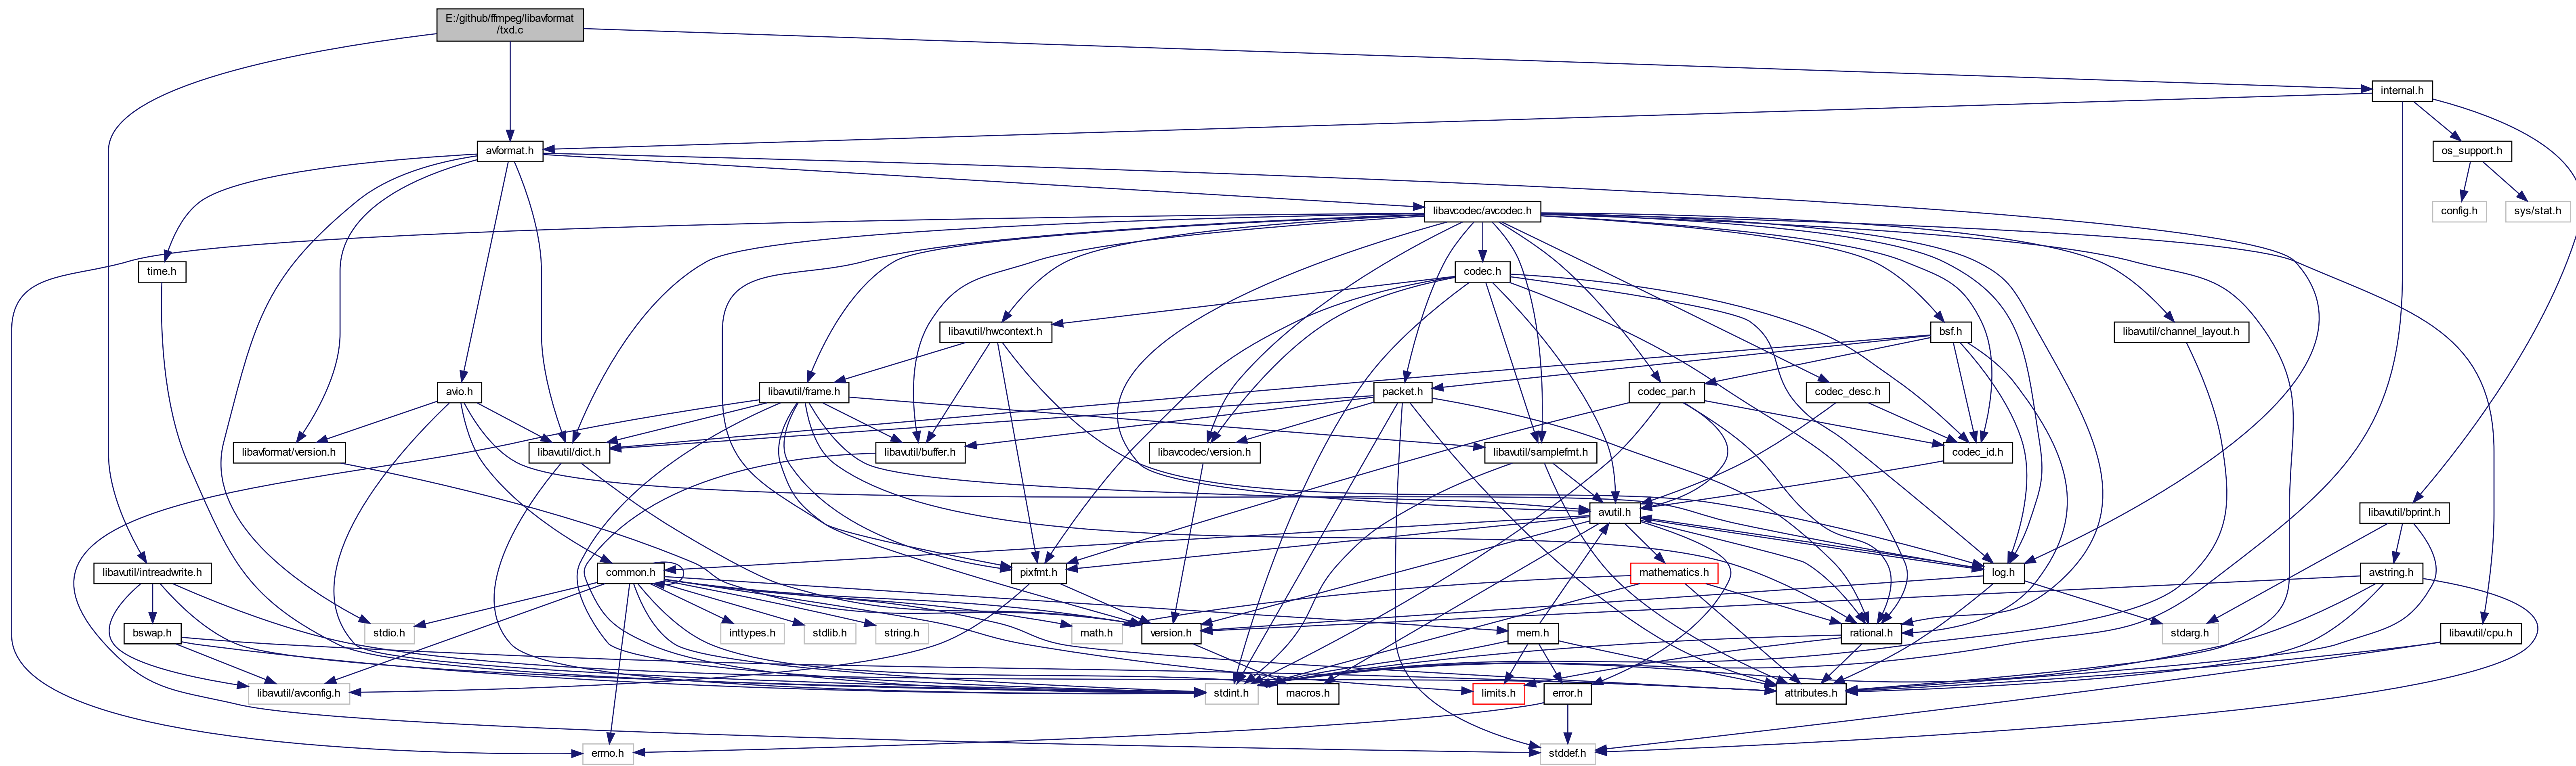 E:/github/ffmpeg/libavformat
/txd.c
internal.h
avformat.h
os_support.h
libavcodec/avcodec.h
config.h
sys/stat.h
time.h
codec.h
libavutil/hwcontext.h
bsf.h
libavutil/channel_layout.h
avio.h
libavutil/frame.h
packet.h
codec_par.h
codec_desc.h
libavformat/version.h
libavutil/dict.h
libavutil/buffer.h
libavcodec/version.h
libavutil/samplefmt.h
codec_id.h
avutil.h
libavutil/bprint.h
libavutil/intreadwrite.h
common.h
pixfmt.h
mathematics.h
log.h
avstring.h
bswap.h
stdio.h
inttypes.h
stdlib.h
string.h
math.h
version.h
mem.h
rational.h
stdarg.h
libavutil/cpu.h
libavutil/avconfig.h
stdint.h
macros.h
limits.h
error.h
attributes.h
errno.h
stddef.h